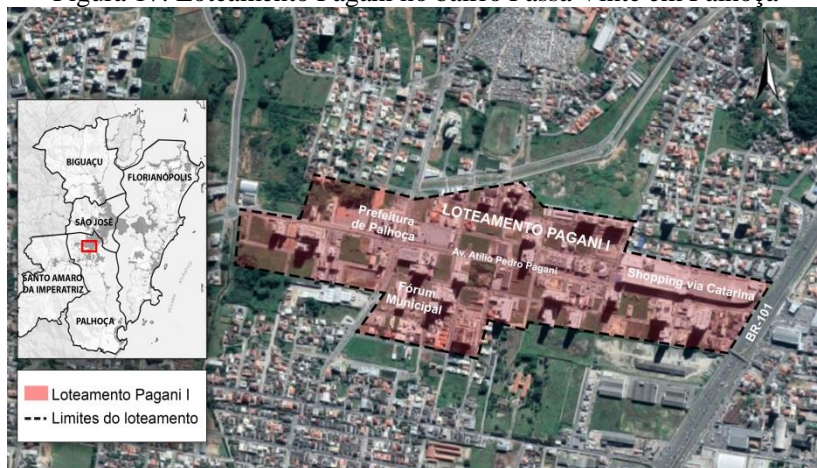 Figura 17: Loteamento Pagani no bairro Passa Vinte em Palhoça
N
BIGUAÇU
FLORIANÓPOLIS
SÃO JOSÉ
SANTO AMARO
DA IMPERATRIZ
PALHOÇA
OCEANO ATLÂNTICO
Loteamento Pagani I
Limites do loteamento
Prefeitura
de Palhoça
LOTEAMENTO PAGANI I
Av. Atílio Pedro Pagani
Fórum
Municipal
Shopping via Catarina
BR-101
N